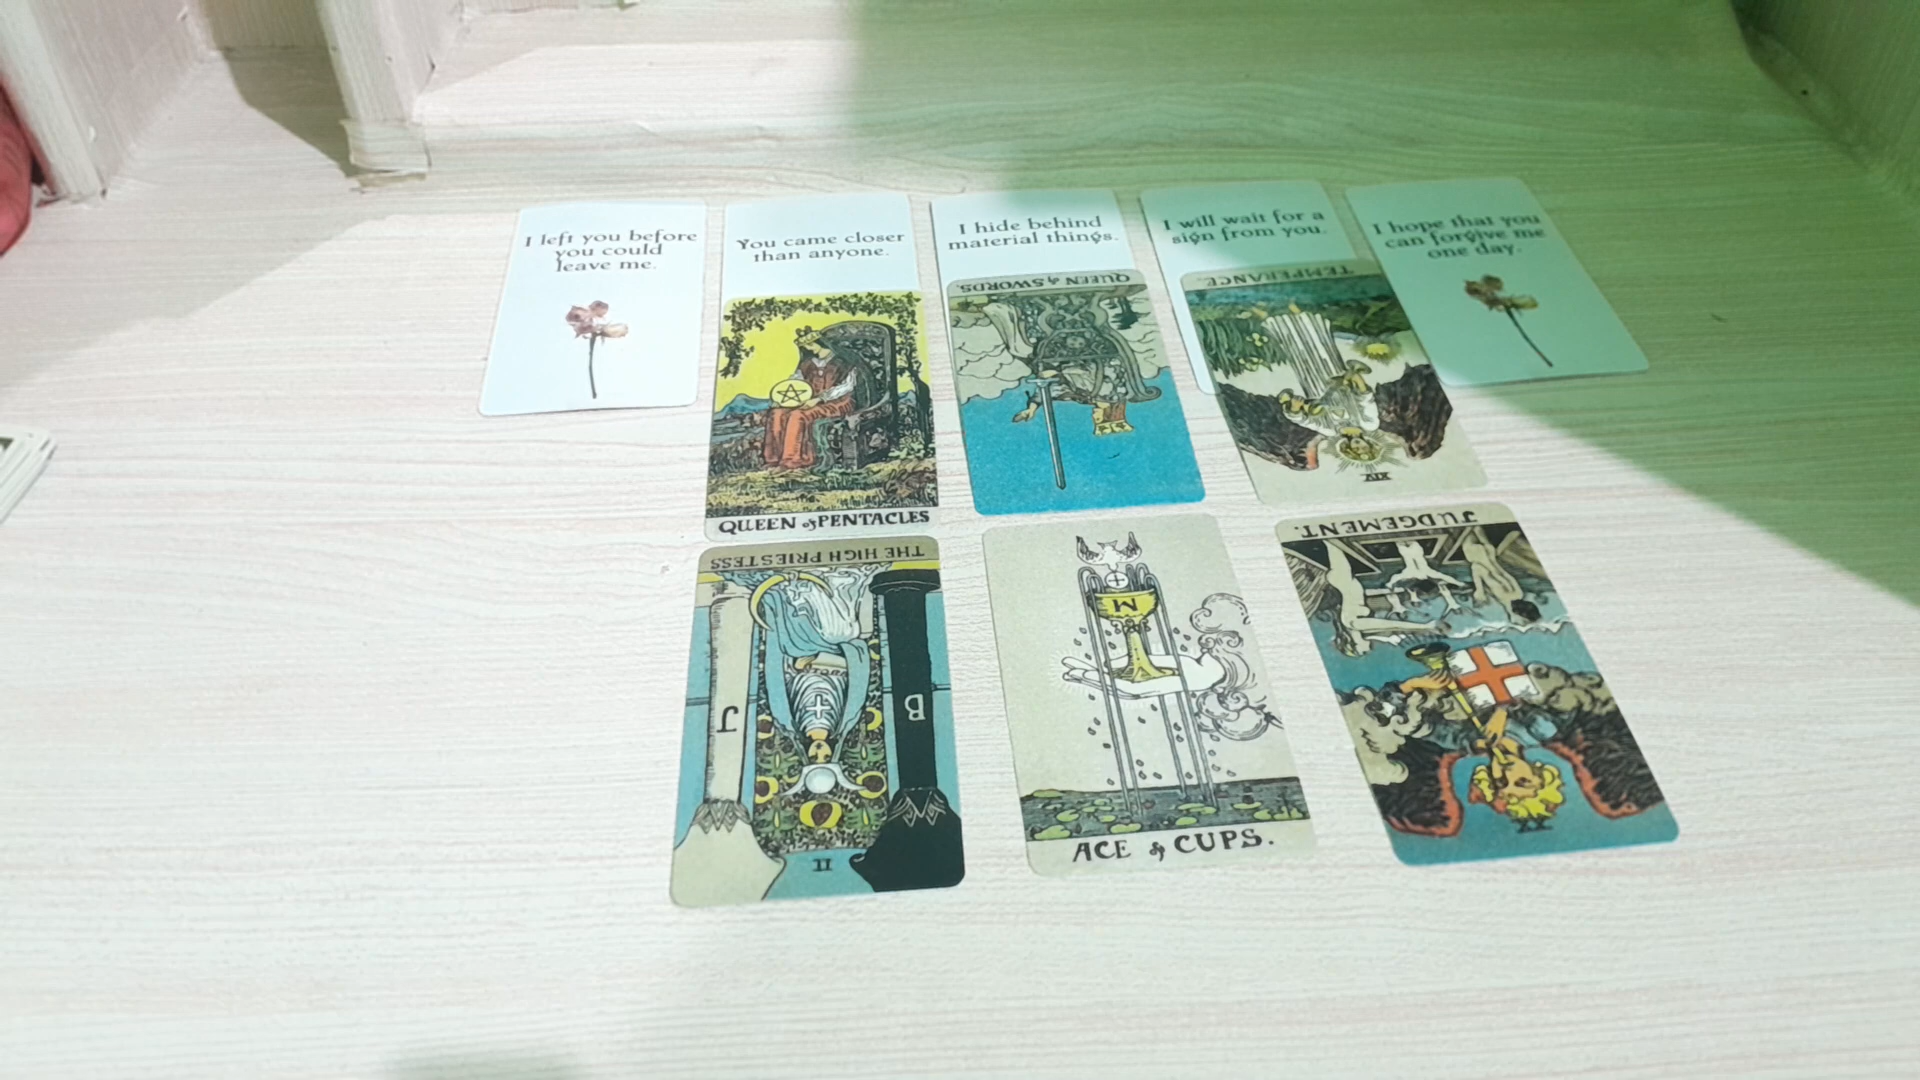 I left you before
you could
leave me.
You came closer
than anyone.
I hide behind
material things.
I will wait for a
sign from you.
I hope that you
can forgive me
one day.
QUEEN of PENTACLES
QUEEN of SWORDS.
TEMPERANCE.
XIV
THE HIGH PRIESTESS
J
B
II
M
ACE of CUPS.
JUDGEMENT.
XX